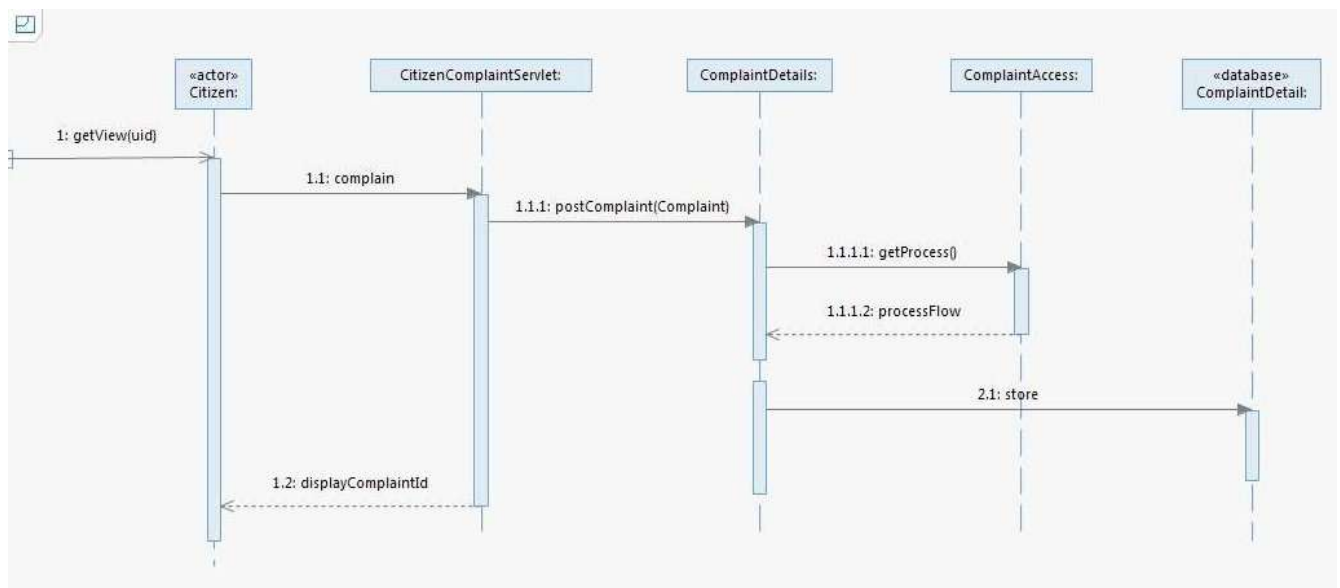 «actor»
Citizen:
CitizenComplaintServlet:
ComplaintDetails:
ComplaintAccess:
«database»
ComplaintDetail:
1: getView(uid)
1.1: complain
1.1.1: postComplaint(Complaint)
1.1.1.1: getProcess()
1.1.1.2: processFlow
2.1: store
1.2: displayComplaintId